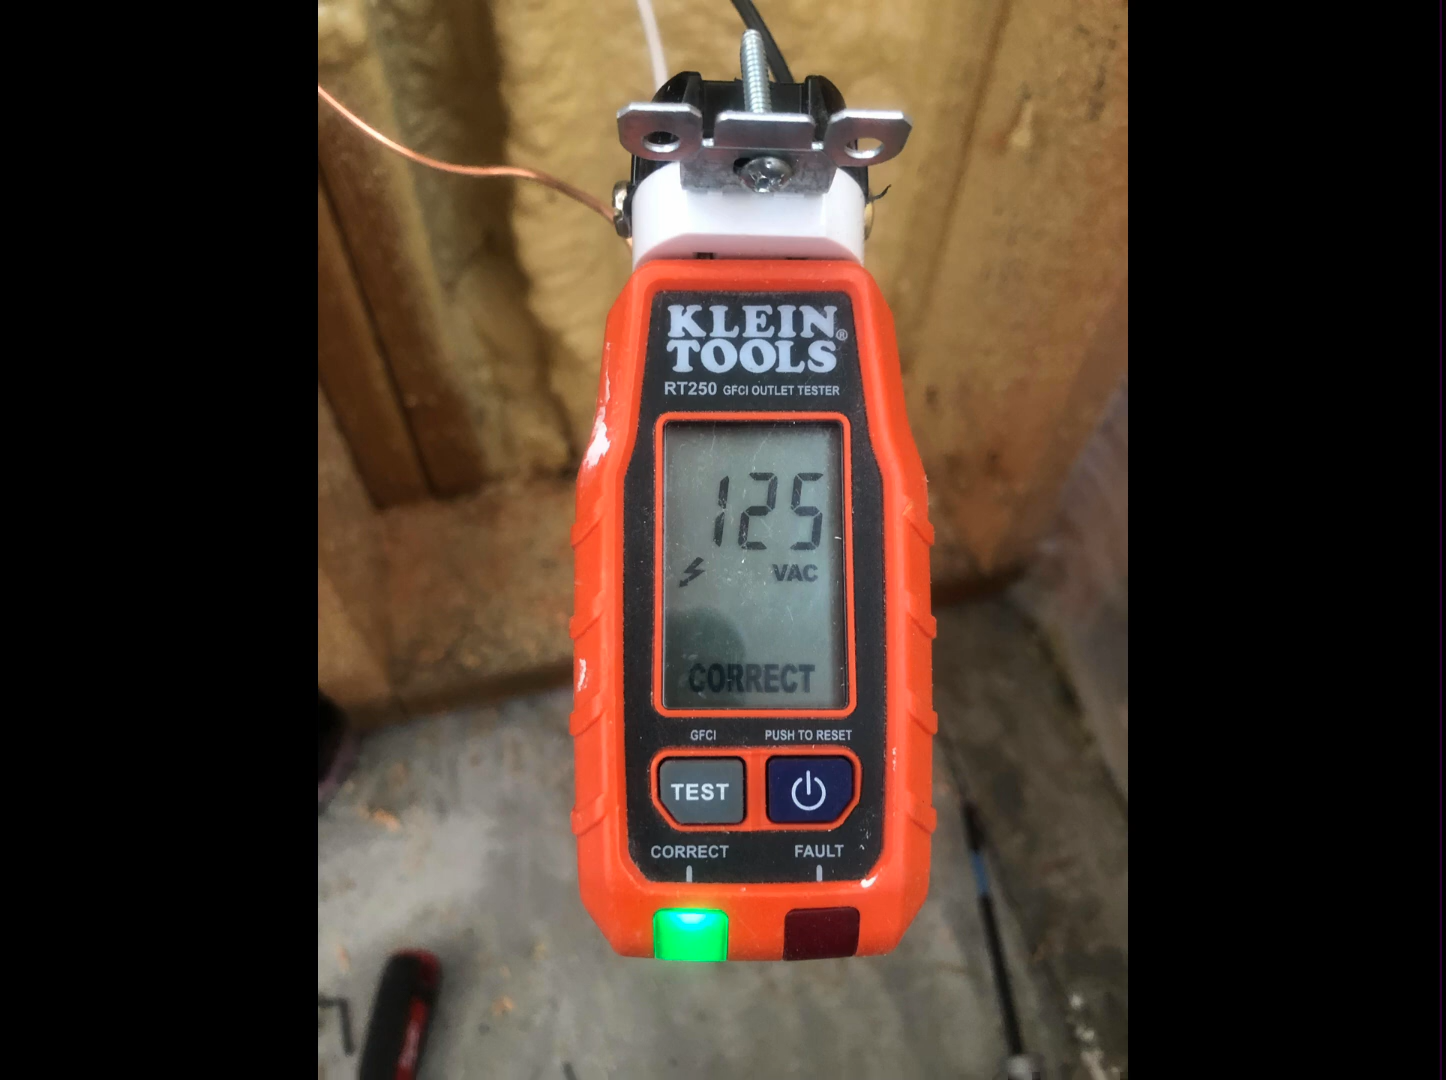 KLEIN
TOOLS®
RT250 GFCI OUTLET TESTER
125
VAC
CORRECT
GFCI PUSH TO RESET
TEST
CORRECT FAULT